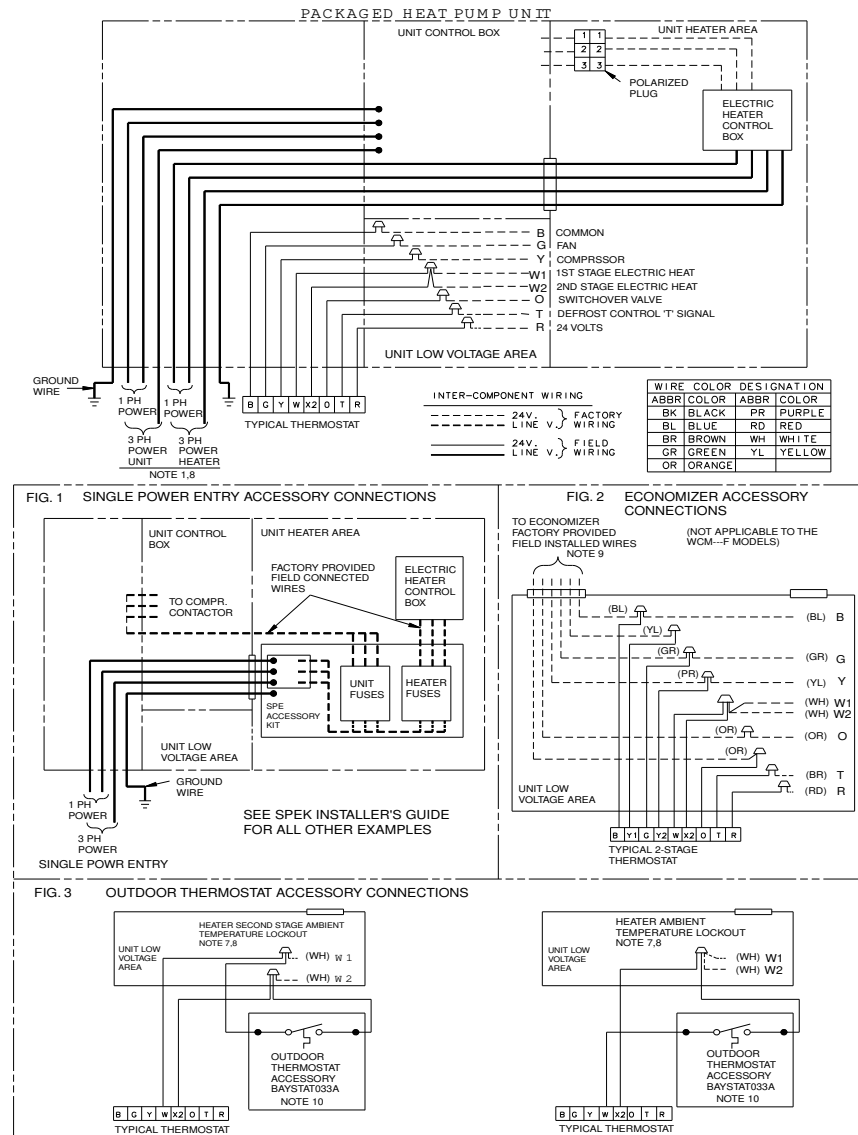 PACKAGED HEAT PUMP UNIT
UNIT CONTROL BOX
UNIT HEATER AREA
1 1
2 2
3 3
POLARIZED
PLUG
ELECTRIC
HEATER
CONTROL
BOX
B COMMON
G FAN
Y COMPRSSOR
W1 1ST STAGE ELECTRIC HEAT
W2 2ND STAGE ELECTRIC HEAT
O SWITCHOVER VALVE
T DEFROST CONTROL 'T' SIGNAL
R 24 VOLTS
UNIT LOW VOLTAGE AREA
GROUND
WIRE
1 PH
POWER
1 PH
POWER
3 PH
POWER
UNIT
3 PH
POWER
HEATER
NOTE 1,8
B G Y W X2 O T R
TYPICAL THERMOSTAT
INTER-COMPONENT WIRING
24V. } FACTORY
LINE V. } WIRING
24V. } FIELD
LINE V. } WIRING
WIRE COLOR DESIGNATION
ABBR COLOR ABBR COLOR
BK BLACK PR PURPLE
BL BLUE RD RED
BR BROWN WH WHITE
GR GREEN YL YELLOW
OR ORANGE
FIG. 1 SINGLE POWER ENTRY ACCESSORY CONNECTIONS
UNIT CONTROL
BOX
UNIT HEATER AREA
FACTORY PROVIDED
FIELD CONNECTED
WIRES
ELECTRIC
HEATER
CONTROL
BOX
TO COMPR.
CONTACTOR
UNIT
FUSES
HEATER
FUSES
SPE
ACCESSORY
KIT
UNIT LOW
VOLTAGE AREA
GROUND
WIRE
1 PH
POWER
3 PH
POWER
SINGLE POWR ENTRY
SEE SPEK INSTALLER'S GUIDE
FOR ALL OTHER EXAMPLES
FIG. 2 ECONOMIZER ACCESSORY
CONNECTIONS
TO ECONOMIZER
FACTORY PROVIDED
FIELD INSTALLED WIRES
NOTE 9
(NOT APPLICABLE TO THE
WCM---F MODELS)
(BL) (BL) B
(YL)
(GR) (GR) G
(PR) (YL) Y
(WH) W1
(WH) W2
(OR) (OR) O
(OR)
(BR) T
(RD) R
UNIT LOW
VOLTAGE AREA
B Y1 G Y2 W X2 O T R
TYPICAL 2-STAGE
THERMOSTAT
FIG. 3 OUTDOOR THERMOSTAT ACCESSORY CONNECTIONS
HEATER SECOND STAGE AMBIENT
TEMPERATURE LOCKOUT
NOTE 7,8
UNIT LOW
VOLTAGE
AREA
(WH) W 1
(WH) W 2
OUTDOOR
THERMOSTAT
ACCESSORY
BAYSTAT033A
NOTE 10
B G Y W X2 O T R
TYPICAL THERMOSTAT
HEATER AMBIENT
TEMPERATURE LOCKOUT
NOTE 7,8
UNIT LOW
VOLTAGE
AREA
(WH) W1
(WH) W2
OUTDOOR
THERMOSTAT
ACCESSORY
BAYSTAT033A
NOTE 10
B G Y W X2 O T R
TYPICAL THERMOSTAT